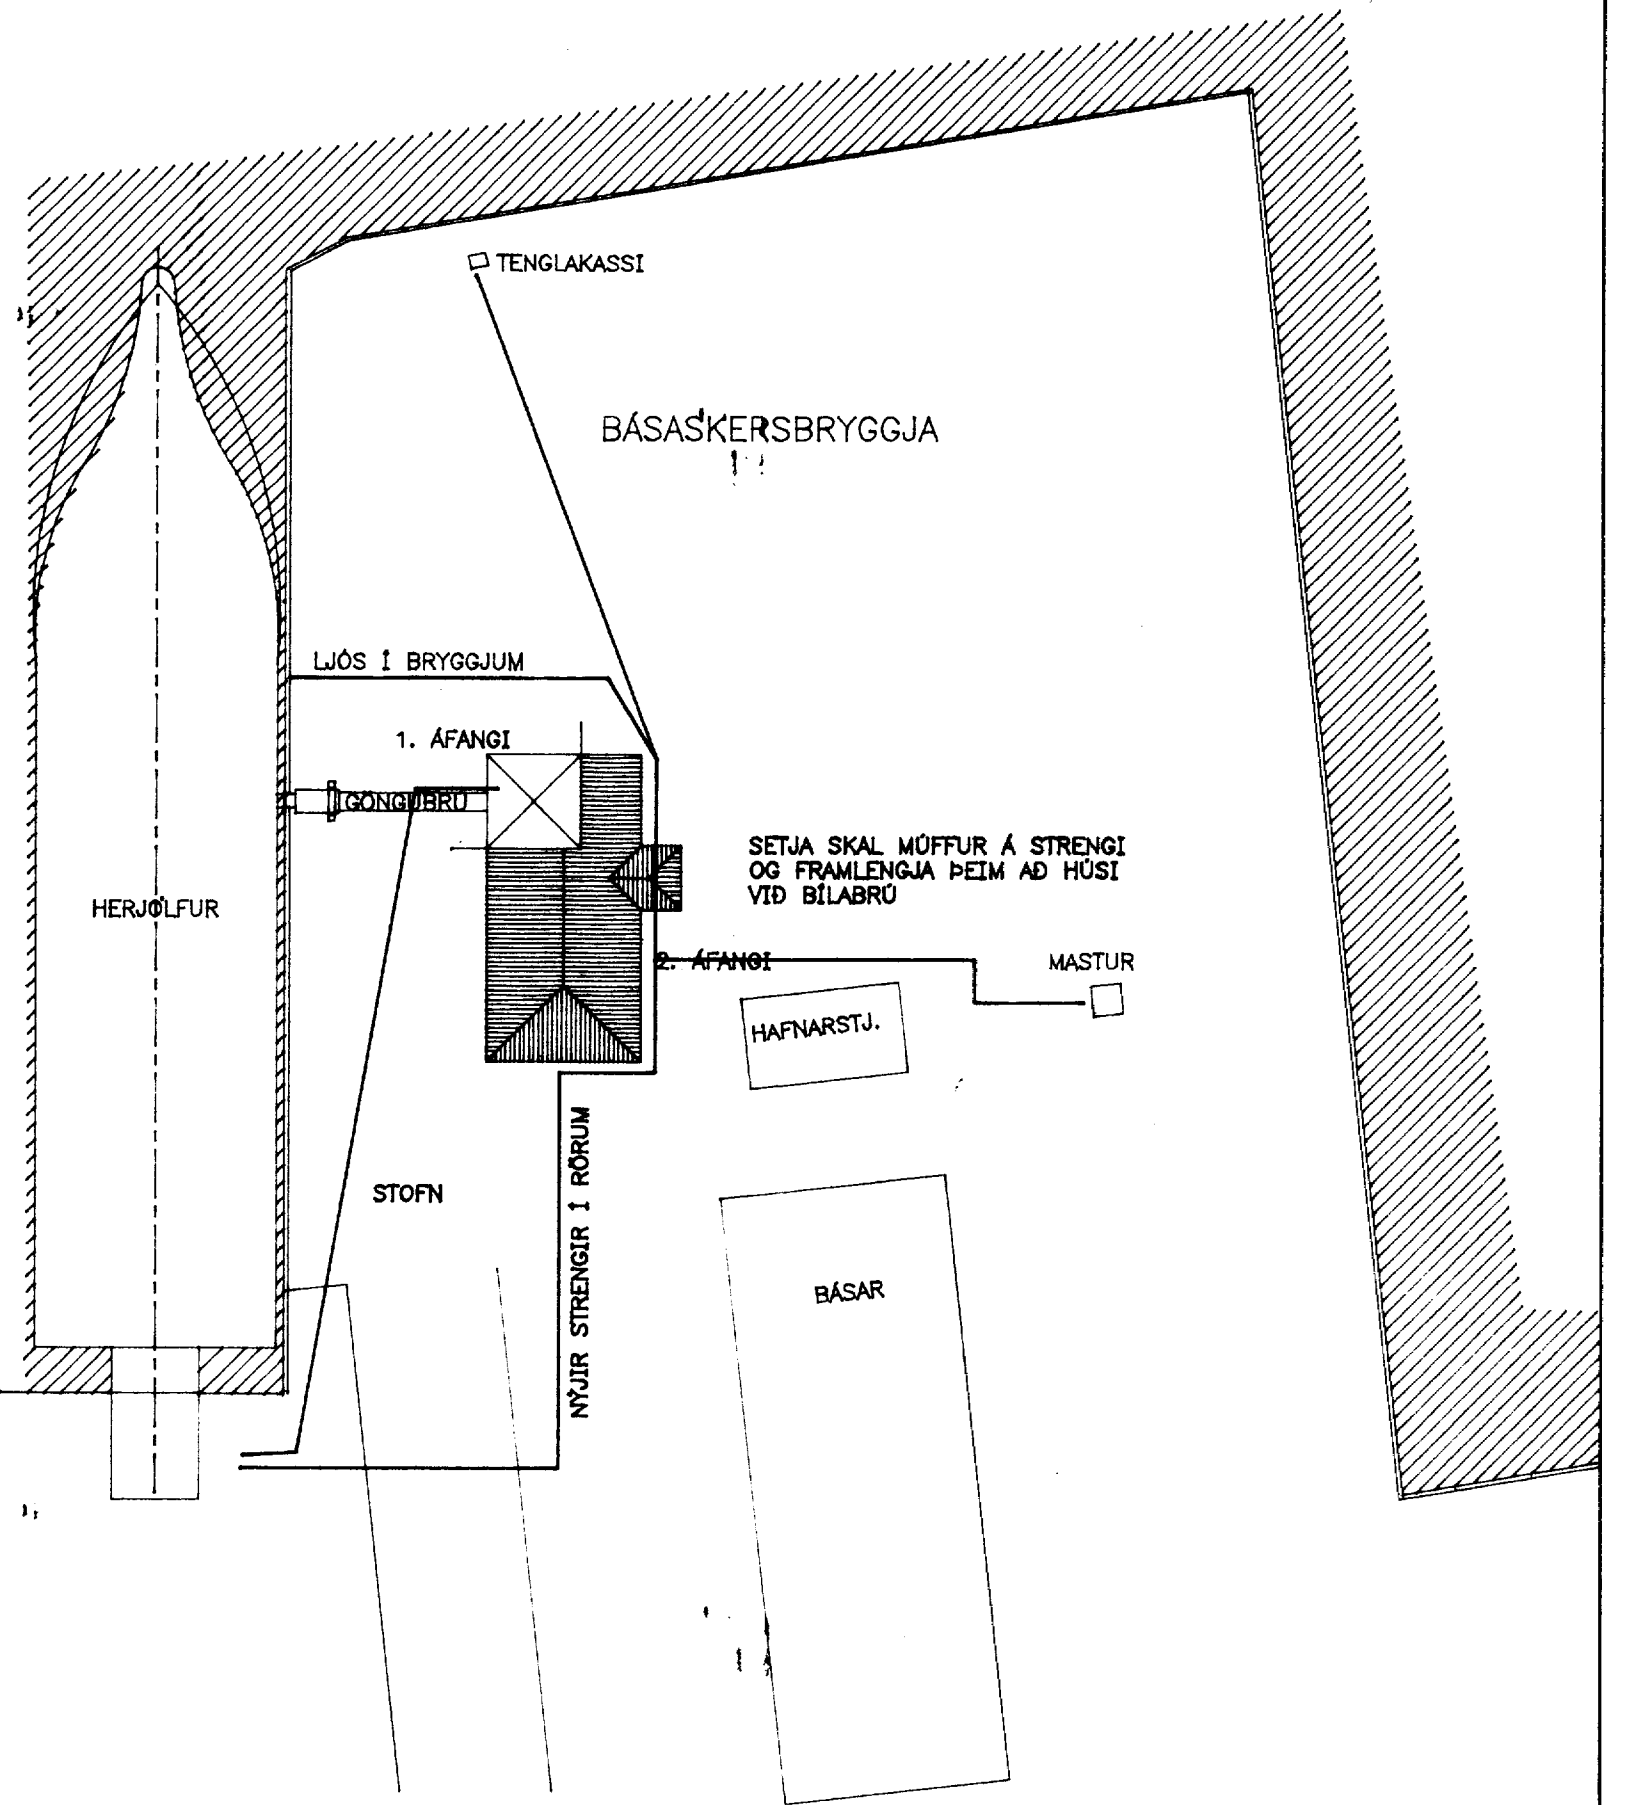 TENGLAKASSI
BÁSASKERSBRYGGJA
LJÓS Í BRYGGJUM
1. ÁFANGI
GÖNGUBRÚ
SETJA SKAL MÚFFUR Á STRENGI
OG FRAMLENGJA ÞEIM AÐ HÚSI
VIÐ BÍLABRÚ
HERJÓLFUR
2. ÁFANGI
MASTUR
HAFNARSTJ.
NÝJIR STRENGIR Í RÖRUM
STOFN
BÁSAR